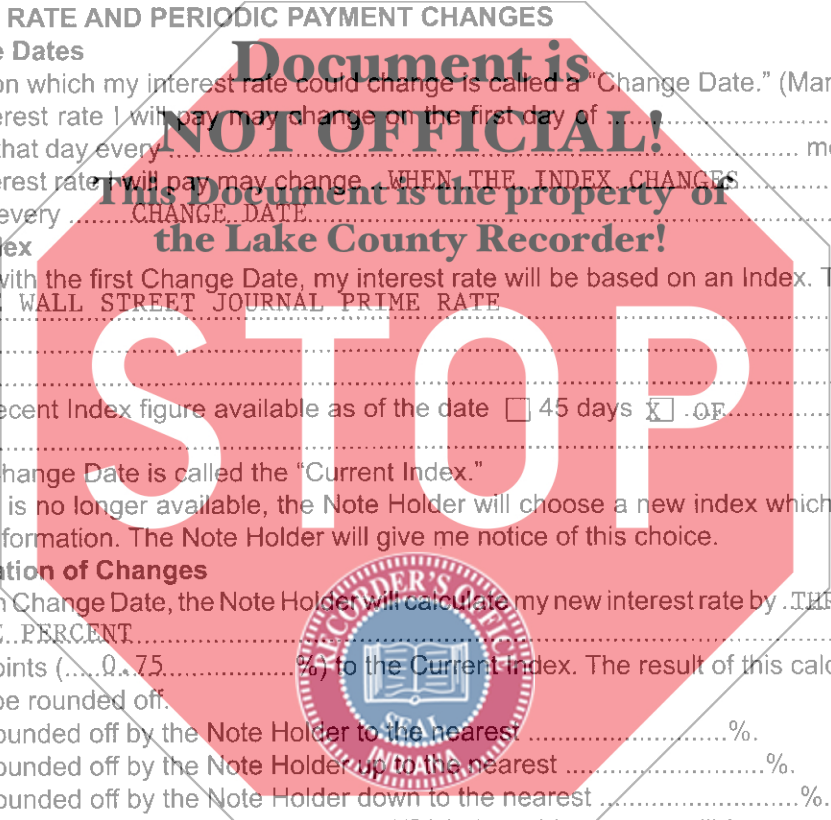 RATE AND PERIODIC PAYMENT CHANGES
e Dates
on which my interest rate could change is called a “Change Date.” (Mar
erest rate I will pay may change on the first day of
that day every ... mo
erest rate I will pay may change WHEN THE INDEX CHANGES
every CHANGE DATE
ex
with the first Change Date, my interest rate will be based on an Index. T
WALL STREET JOURNAL PRIME RATE
ecent Index figure available as of the date ☐ 45 days X☐ OF
hange Date is called the “Current Index.”
is no longer available, the Note Holder will choose a new index which
formation. The Note Holder will give me notice of this choice.
ation of Changes
Change Date, the Note Holder will calculate my new interest rate by THE
PERCENT
oints (....0.75....................%) to the Current Index. The result of this calc
be rounded off.
ounded off by the Note Holder to the nearest ..........................%.
ounded off by the Note Holder up to the nearest ..........................%.
ounded off by the Note Holder down to the nearest ..........................%.
Document is
NOT OFFICIAL!
This Document is the property of
the Lake County Recorder!
STOP
RECORDER'S OFFICE
SEAL
INDIANA